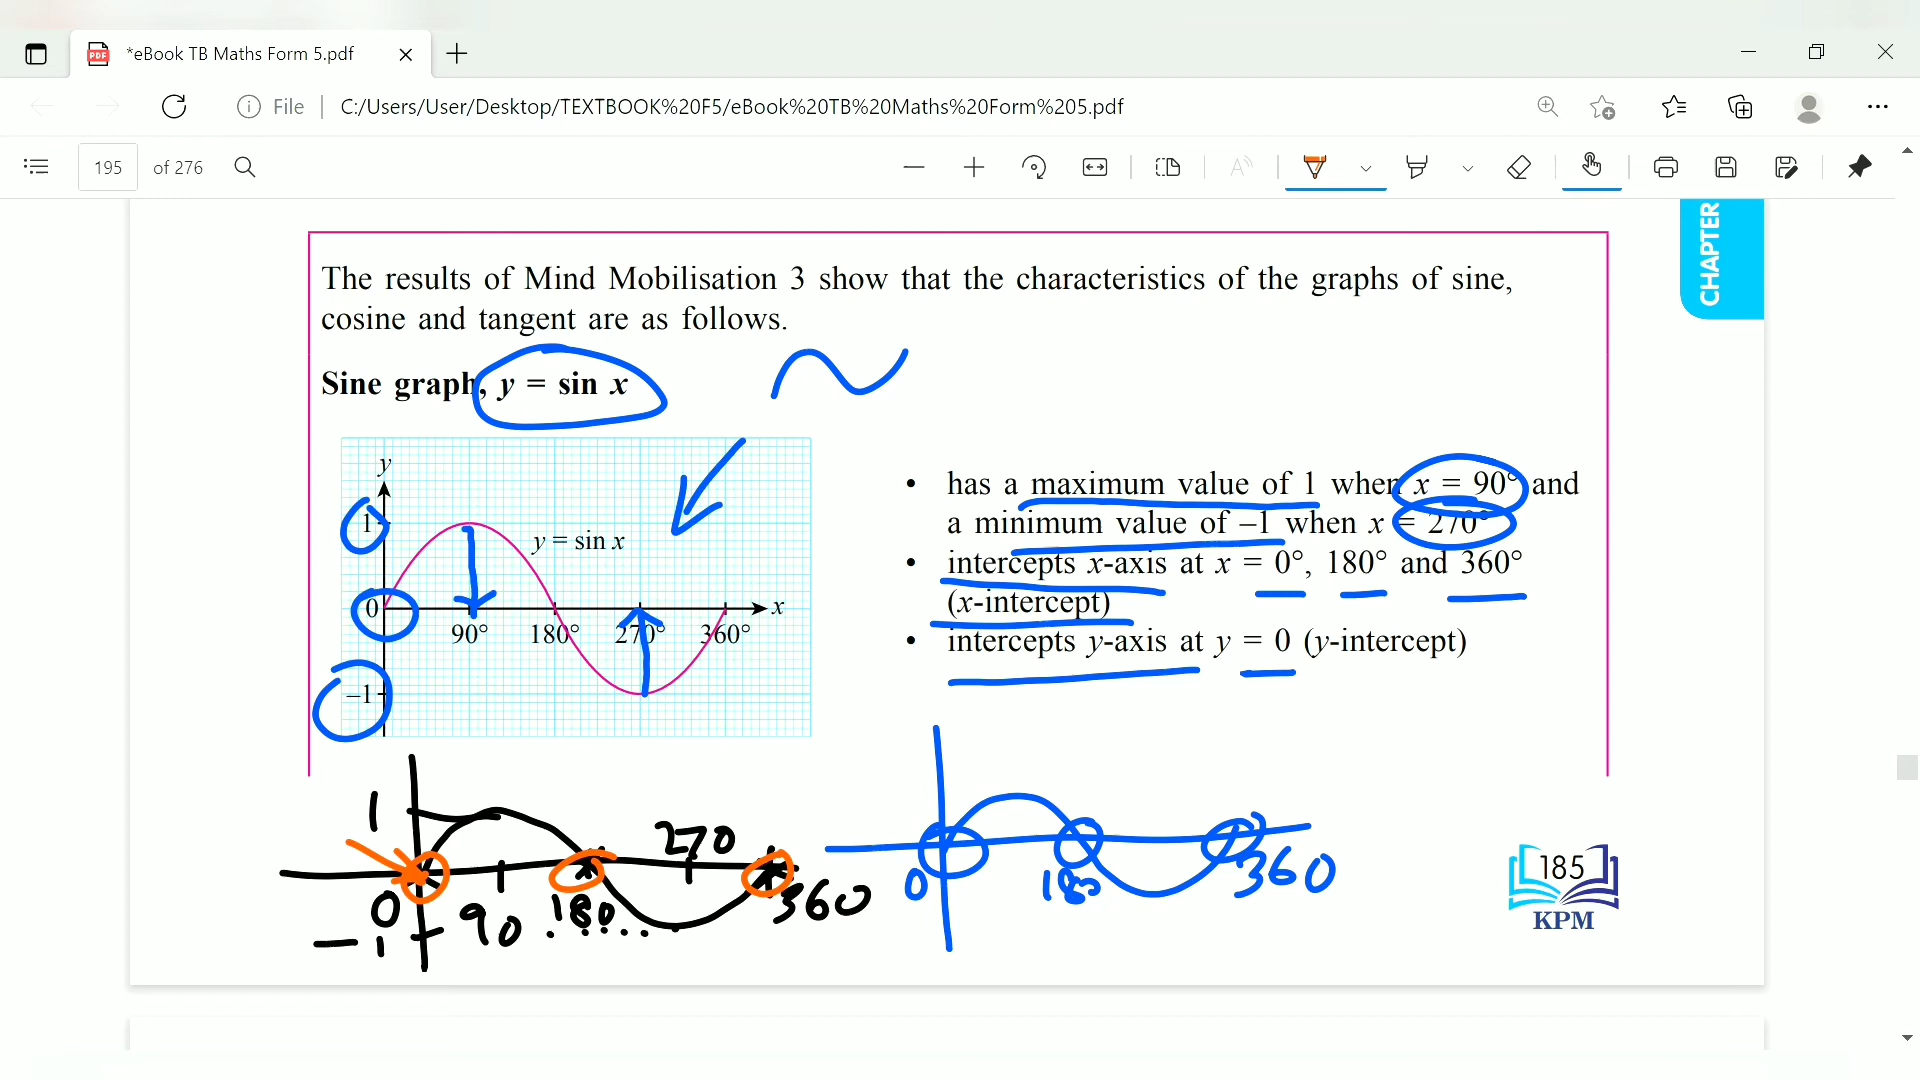 *eBook TB Maths Form 5.pdf
File
C:/Users/User/Desktop/TEXTBOOK%20F5/eBook%20TB%20Maths%20Form%205.pdf
195 of 276
CHAPTER
The results of Mind Mobilisation 3 show that the characteristics of the graphs of sine,
cosine and tangent are as follows.
Sine graph, y = sin x
y
1
y = sin x
0
x
90° 180° 270° 360°
–1
• has a maximum value of 1 when x = 90° and
a minimum value of –1 when x = 270°
• intercepts x-axis at x = 0°, 180° and 360°
(x-intercept)
• intercepts y-axis at y = 0 (y-intercept)
1
270
0
90
180
360
-1
0
180
360
185
KPM